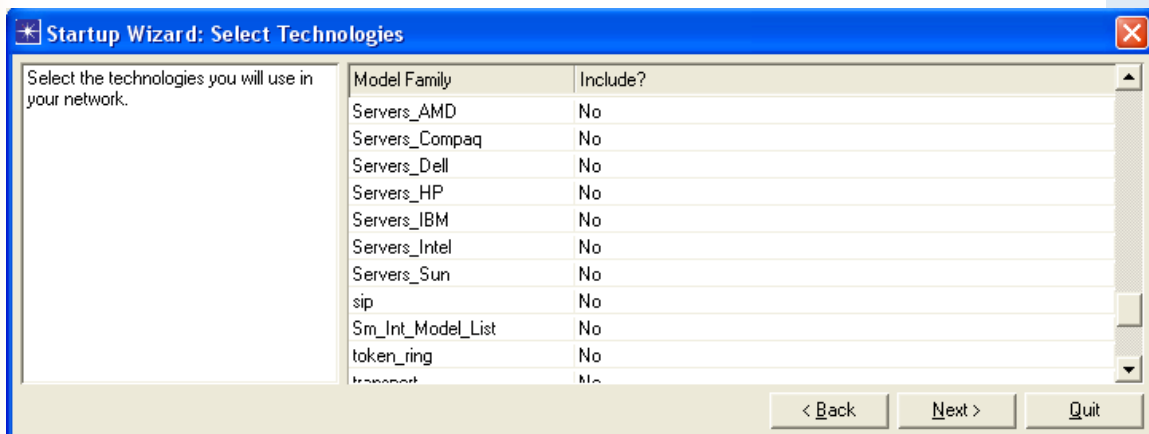 Startup Wizard: Select Technologies
Select the technologies you will use in
your network.
Model Family Include?
Servers_AMD No
Servers_Compaq No
Servers_Dell No
Servers_HP No
Servers_IBM No
Servers_Intel No
Servers_Sun No
sip No
Sm_Int_Model_List No
token_ring No
transport No
< Back Next > Quit